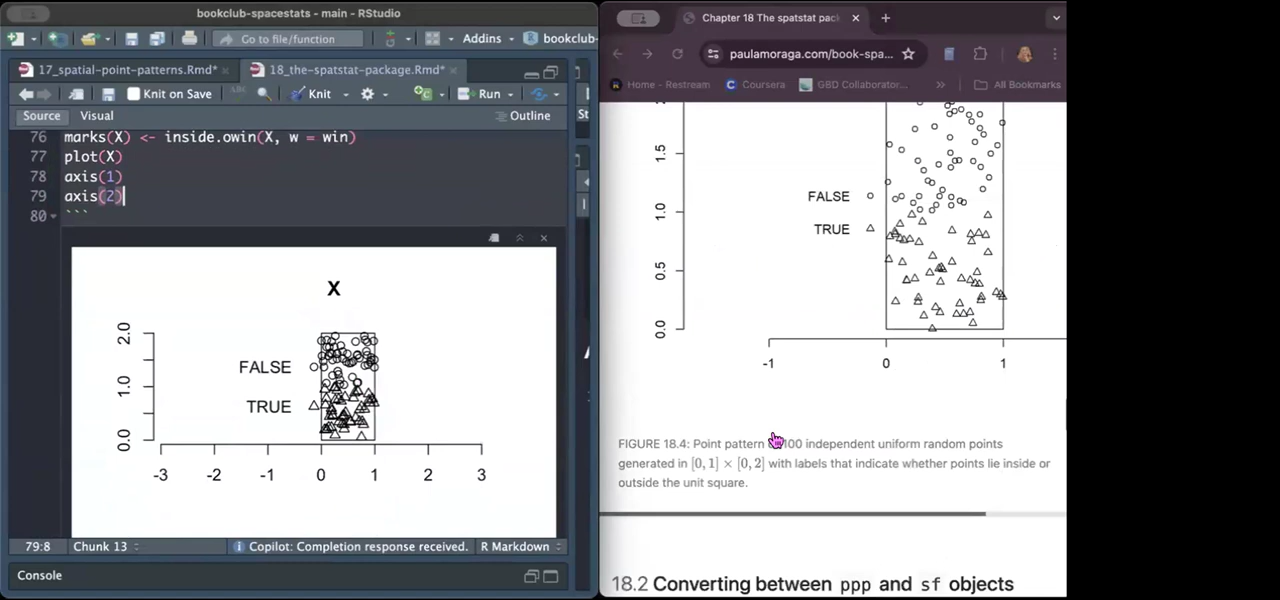 bookclub-spacestats - main - RStudio
Go to file/function
Addins
bookclub-
17_spatial-point-patterns.Rmd*
18_the-spatstat-package.Rmd*
Knit on Save
ABC
Knit
Run
Source
Visual
Outline
76 marks(X) <- inside.owin(X, w = win)
77 plot(X)
78 axis(1)
79 axis(2)
80 ```
X
2.0
1.0
0.0
FALSE
TRUE
-3 -2 -1 0 1 2 3
79:8
Chunk 13
Copilot: Completion response received.
R Markdown
Console
St
Chapter 18 The spatstat pac
paulamoraga.com/book-spa...
Home - Restream
Coursera
GBD Collaborator...
All Bookmarks
1.5
1.0
0.5
0.0
FALSE
TRUE
-1 0 1
FIGURE 18.4: Point pattern 100 independent uniform random points
generated in [0, 1] × [0, 2] with labels that indicate whether points lie inside or
outside the unit square.
18.2 Converting between ppp and sf objects